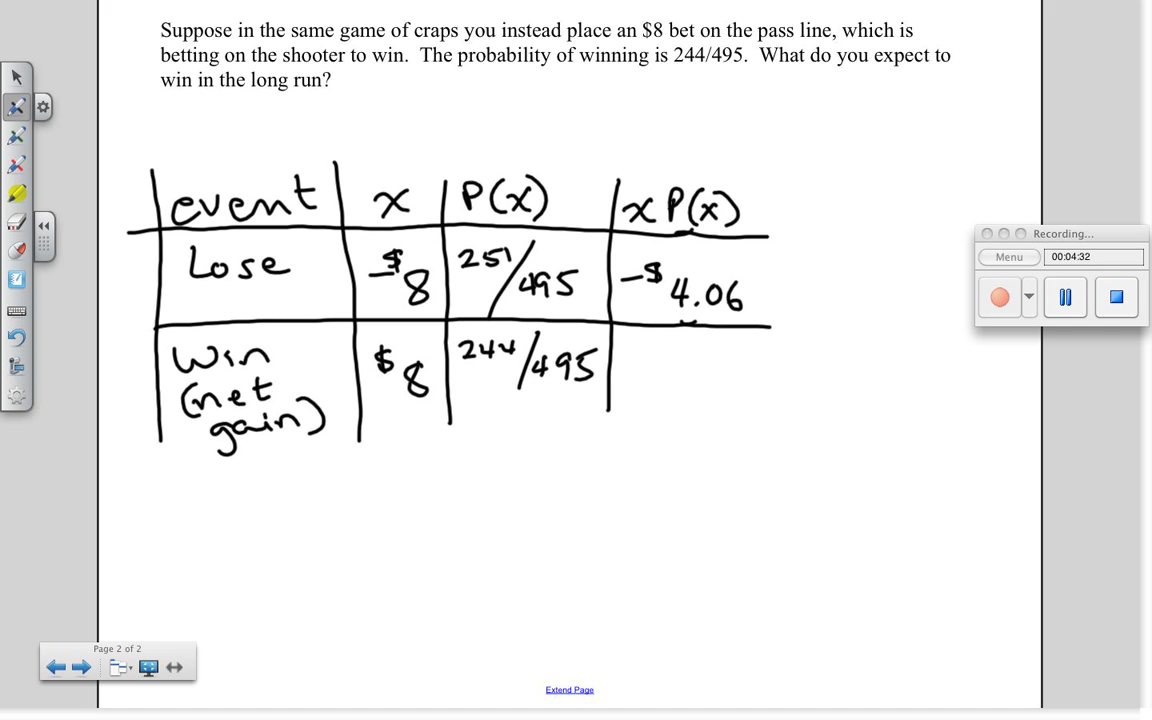 Suppose in the same game of craps you instead place an $8 bet on the pass line, which is
betting on the shooter to win. The probability of winning is 244/495. What do you expect to
win in the long run?
event x P(x) x P(x)
Lose -$8 251/495 -$4.06
Win $8 244/495
(net
gain)
Recording...
Menu 00:04:32
Page 2 of 2
Extend Page